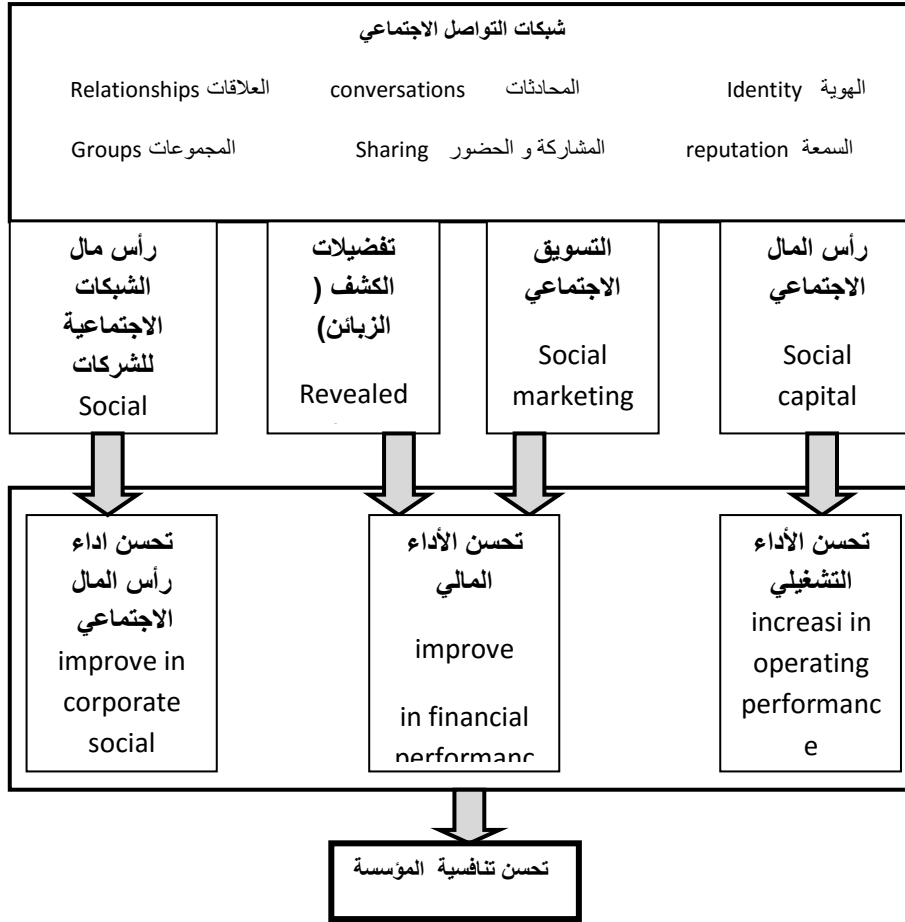 شبكات التواصل الاجتماعي
الهوية Identity المحادثات conversations العلاقات Relationships
السمعة reputation المشاركة و الحضور Sharing المجموعات Groups
رأس المال
الاجتماعي
Social
capital
التسويق
الاجتماعي
Social
marketing
تفضيلات
الكشف (
الزبائن)
Revealed
رأس مال
الشبكات
الاجتماعية
للشركات
Social
تحسن الأداء
التشغيلي
increasi in
operating
performanc
e
تحسن الأداء
المالي
improve
in financial
performanc
تحسن اداء
رأس المال
الاجتماعي
improve in
corporate
social
تحسن تنافسية المؤسسة